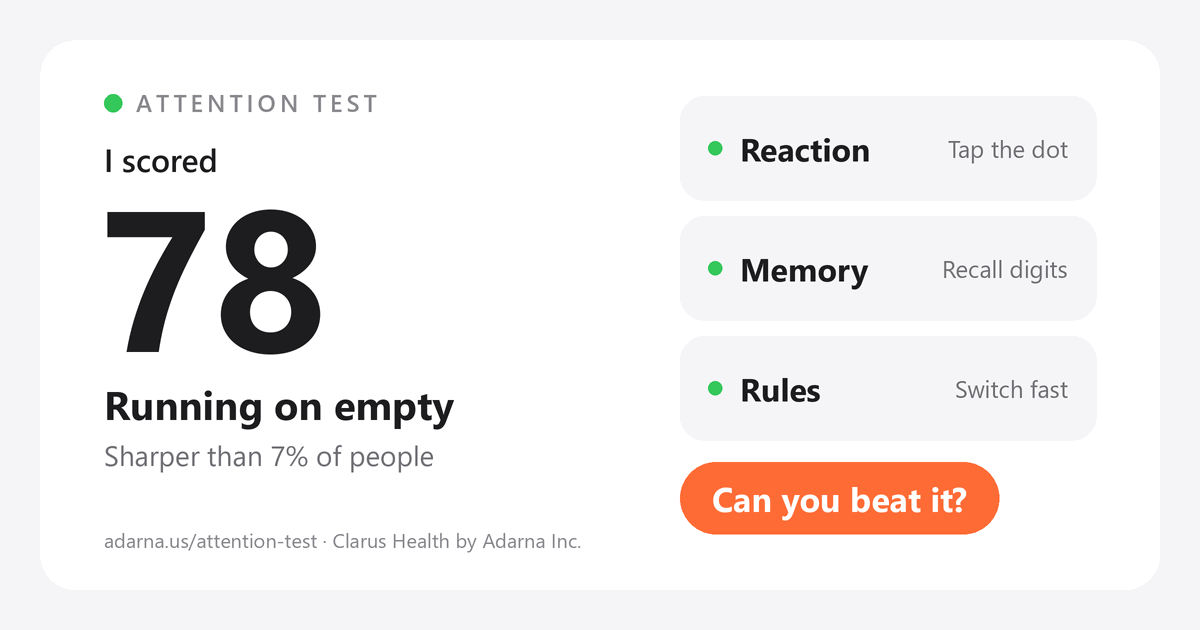 ATTENTION TEST
I scored
78
Running on empty
Sharper than 7% of people
adarna.us/attention-test · Clarus Health by Adarna Inc.
Reaction Tap the dot
Memory Recall digits
Rules Switch fast
Can you beat it?